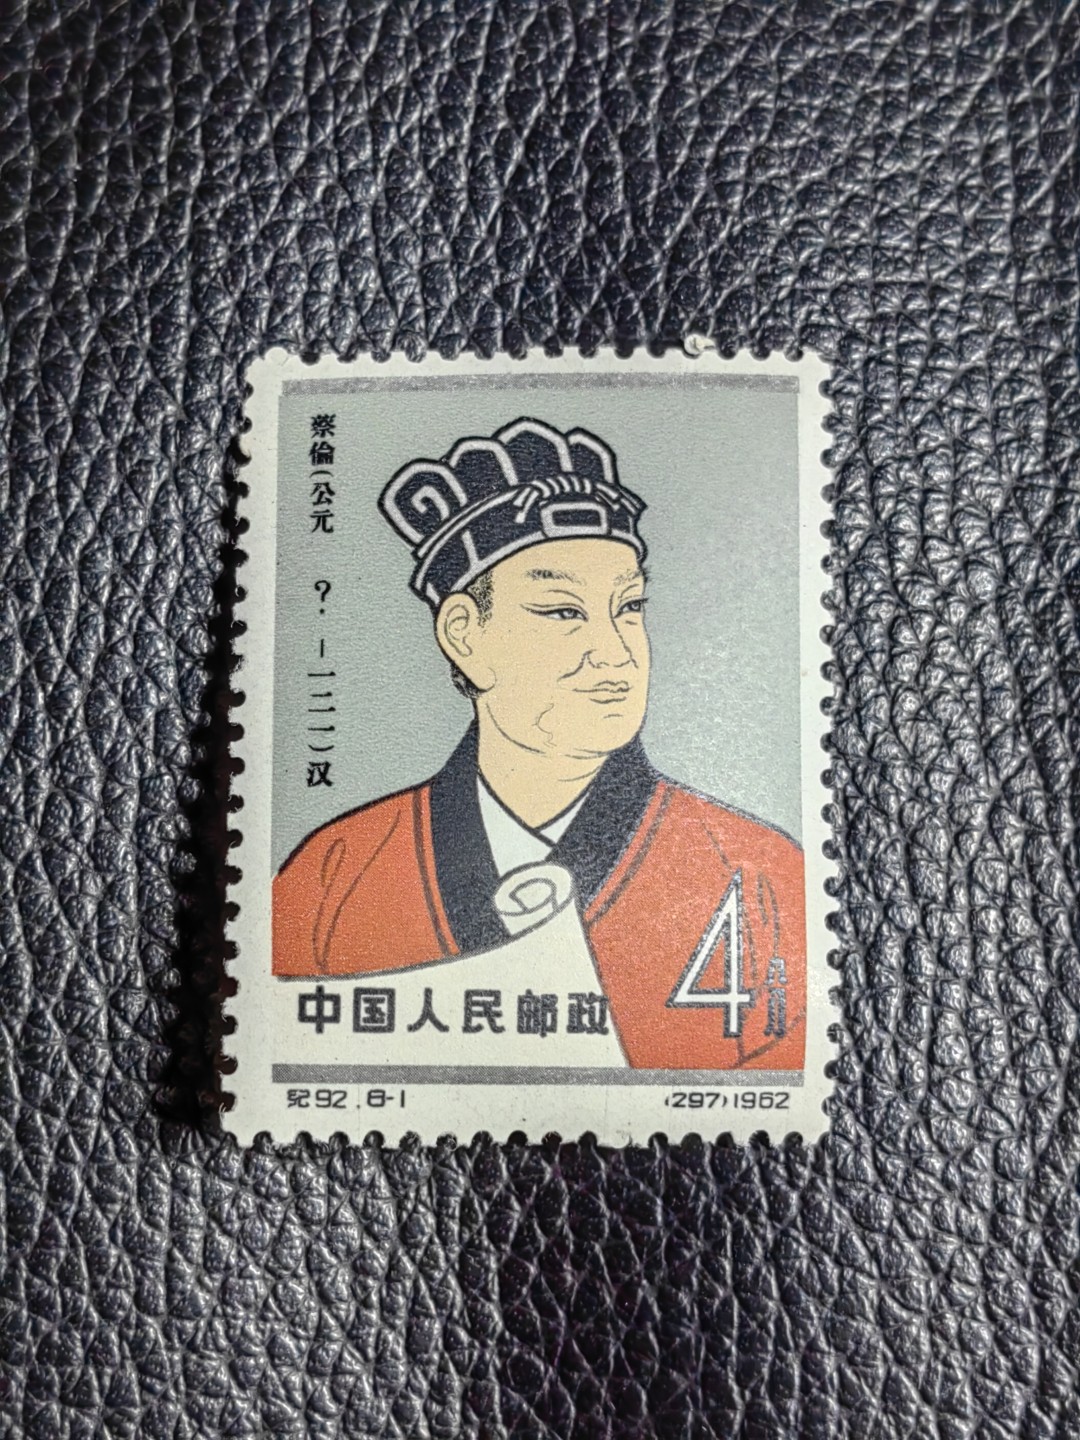 蔡倫(公元 ?·—一二一)汉
中国人民邮政
4分
纪92.8-1
(297)1962